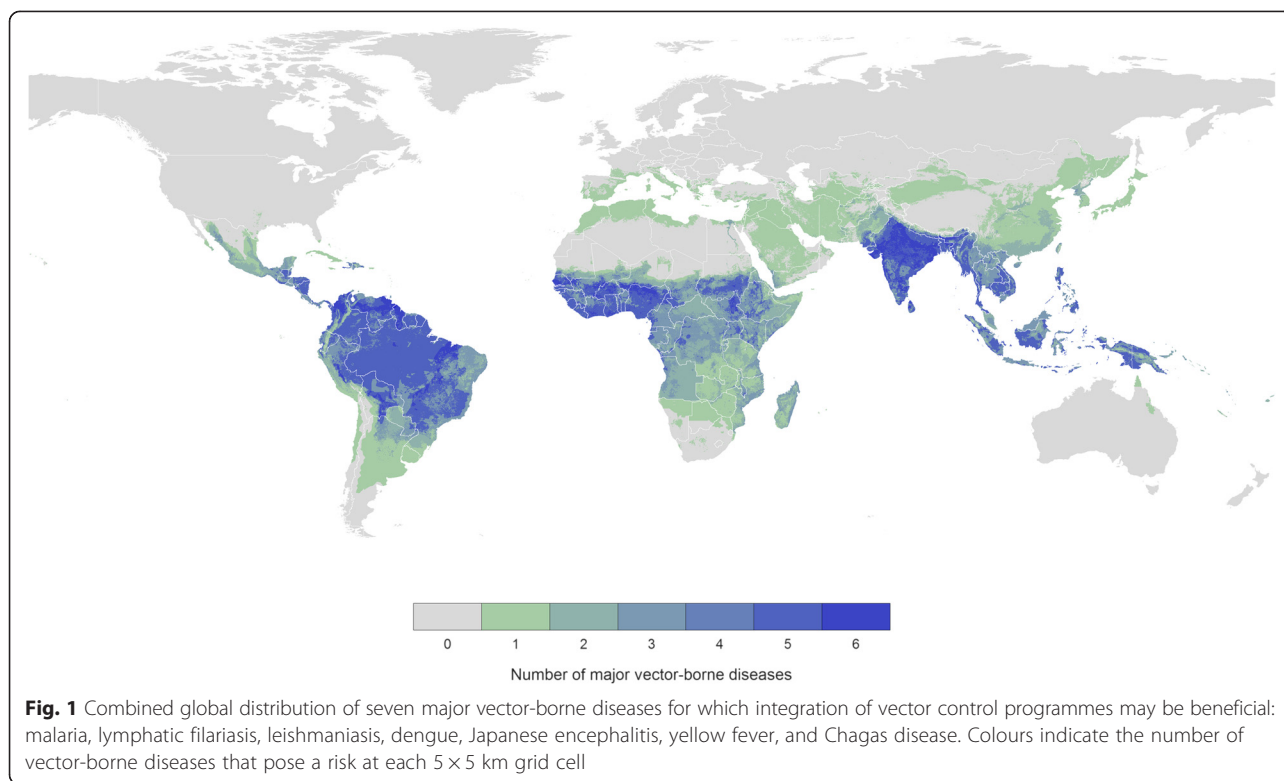 0 1 2 3 4 5 6
Number of major vector-borne diseases
Fig. 1 Combined global distribution of seven major vector-borne diseases for which integration of vector control programmes may be beneficial:
malaria, lymphatic filariasis, leishmaniasis, dengue, Japanese encephalitis, yellow fever, and Chagas disease. Colours indicate the number of
vector-borne diseases that pose a risk at each 5 × 5 km grid cell